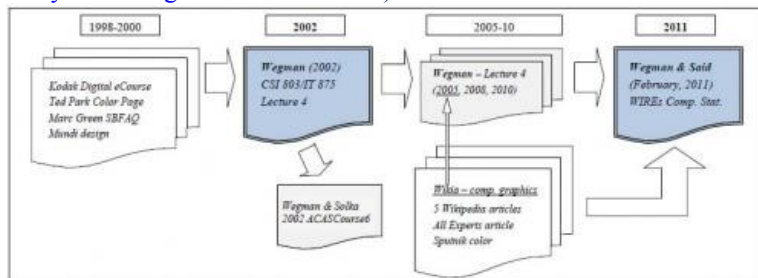 1998-2000
2002
2005-10
2011
Kodak Digital eCourse
Ted Park Color Page
Marc Green SBFAQ
Mundi design
Wegman (2002)
CSI 803/IT 875
Lecture 4
Wegman – Lecture 4
(2005, 2008, 2010)
Wegman & Said
(February, 2011)
WIREs Comp. Stat.
Wegman & Solka
2002 ACASCourse6
Wikia – comp. graphics
5 Wikipedia articles
All Experts article
Sputnik color